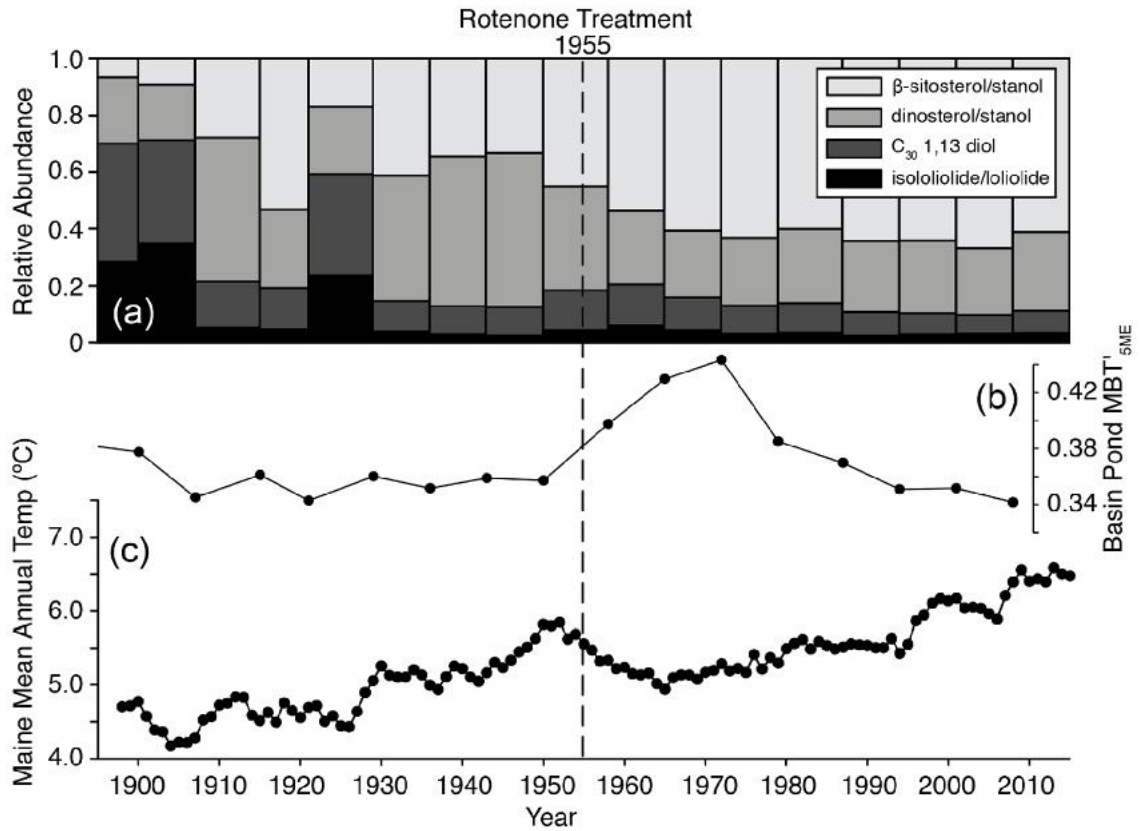 Rotenone Treatment
1955
Relative Abundance
1.0
0.8
0.6
0.4
0.2
0
(a)
β-sitosterol/stanol
dinosterol/stanol
C30 1,13 diol
isololiolide/loliolide
(b)
Basin Pond MBT'5ME
0.42
0.38
0.34
Maine Mean Annual Temp (ºC)
(c)
7.0
6.0
5.0
4.0
1900 1910 1920 1930 1940 1950 1960 1970 1980 1990 2000 2010
Year